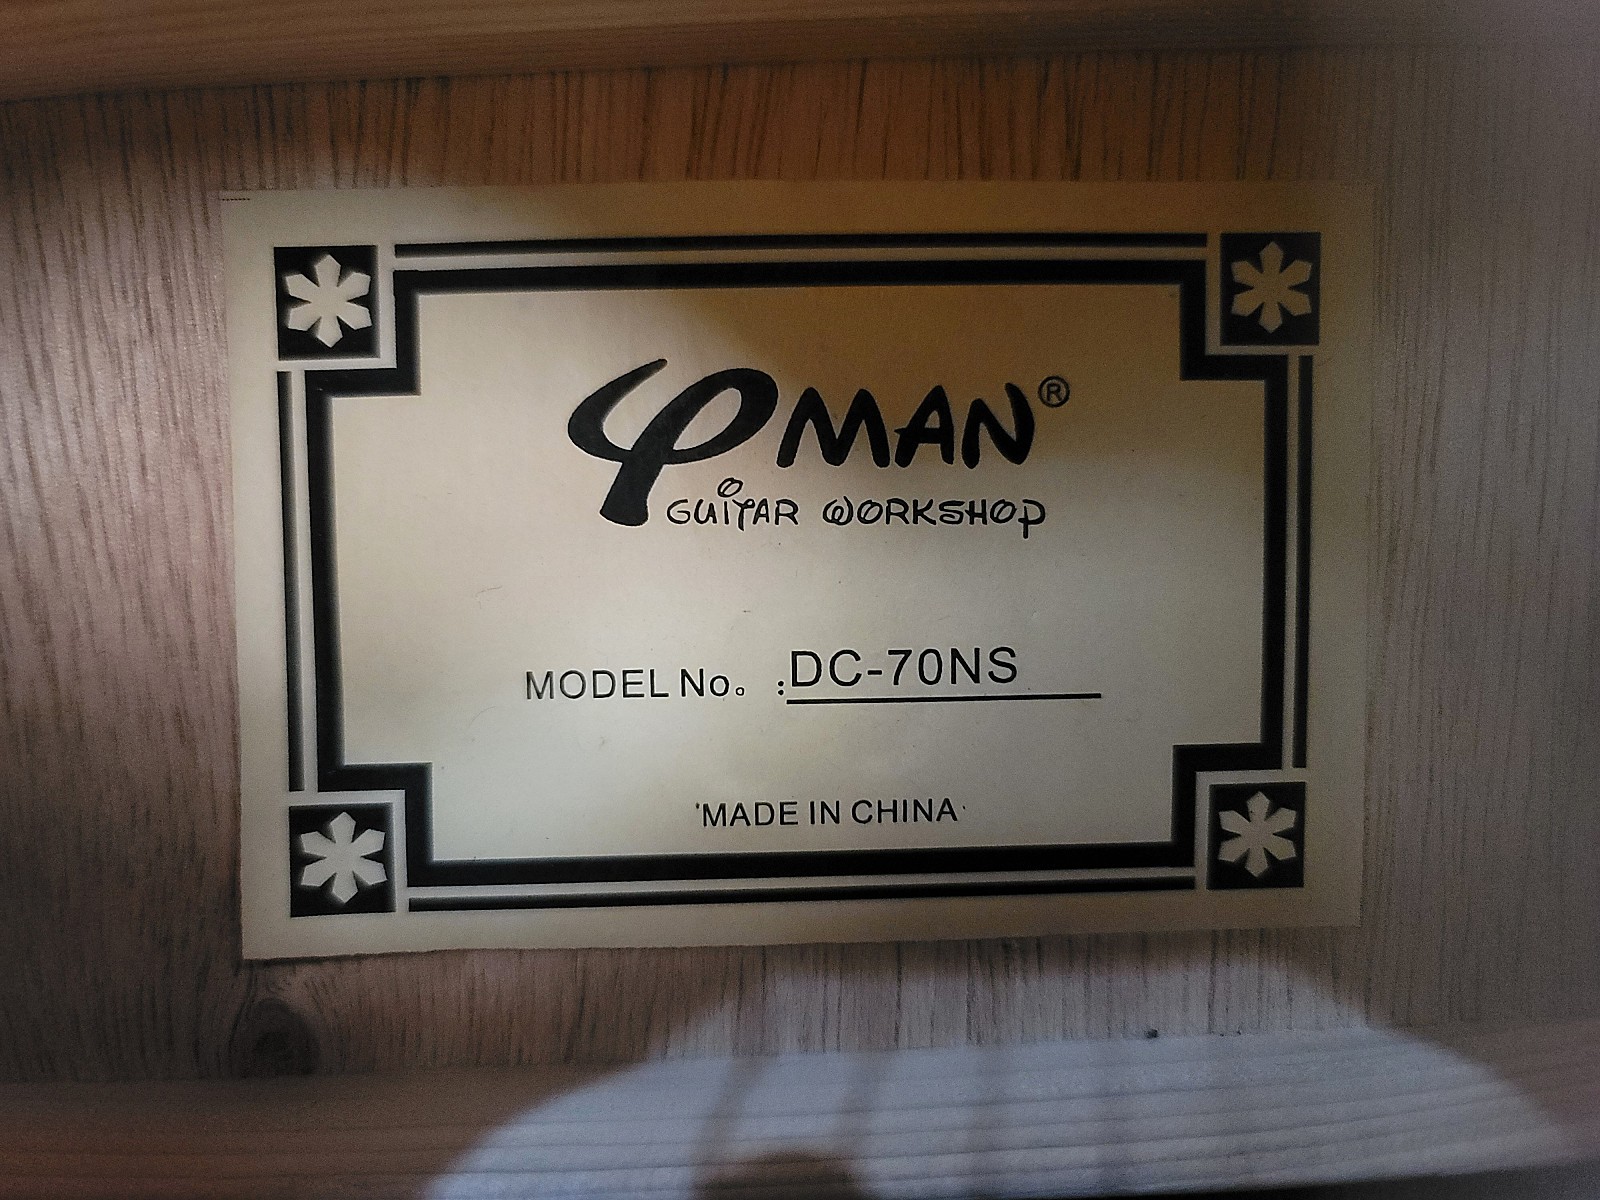 φMAN®
GUITAR WORKSHOP
MODEL No。:DC-70NS
'MADE IN CHINA'